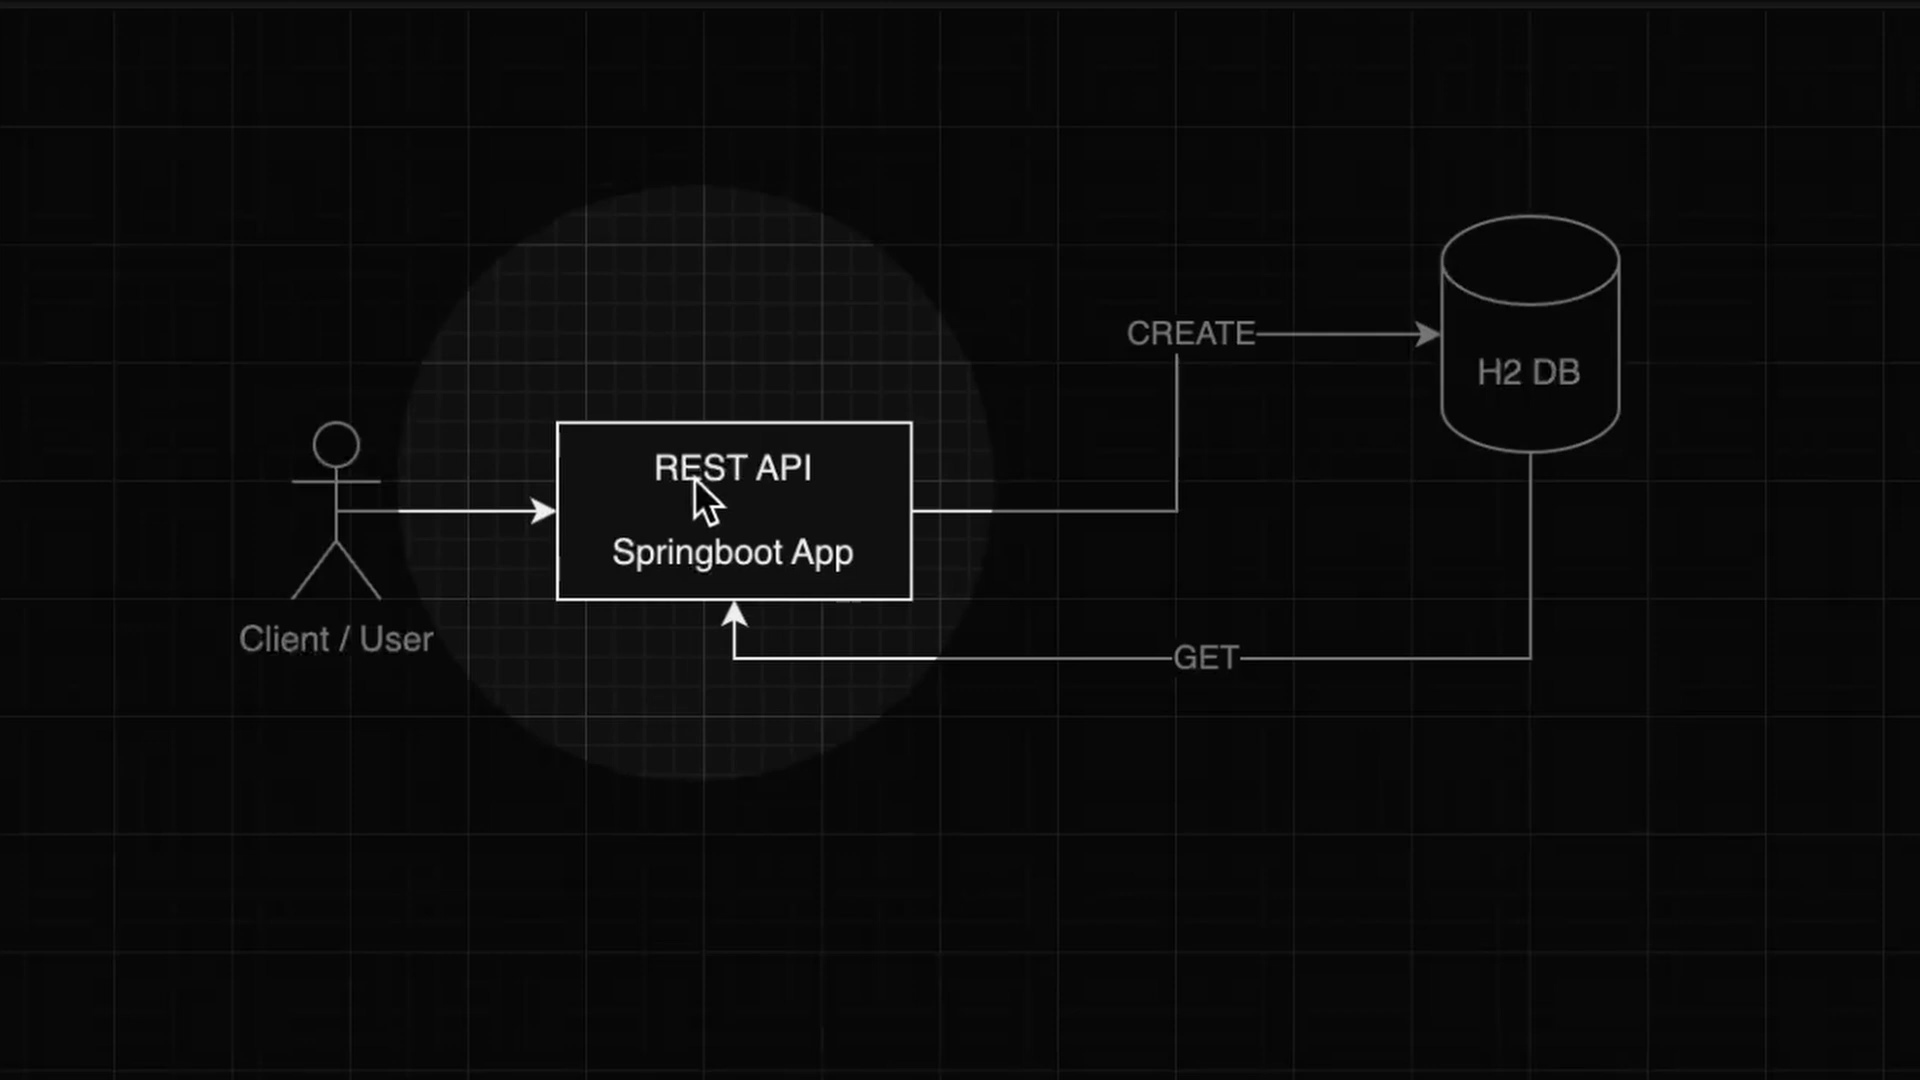 CREATE
H2 DB
REST API
Springboot App
Client / User
GET